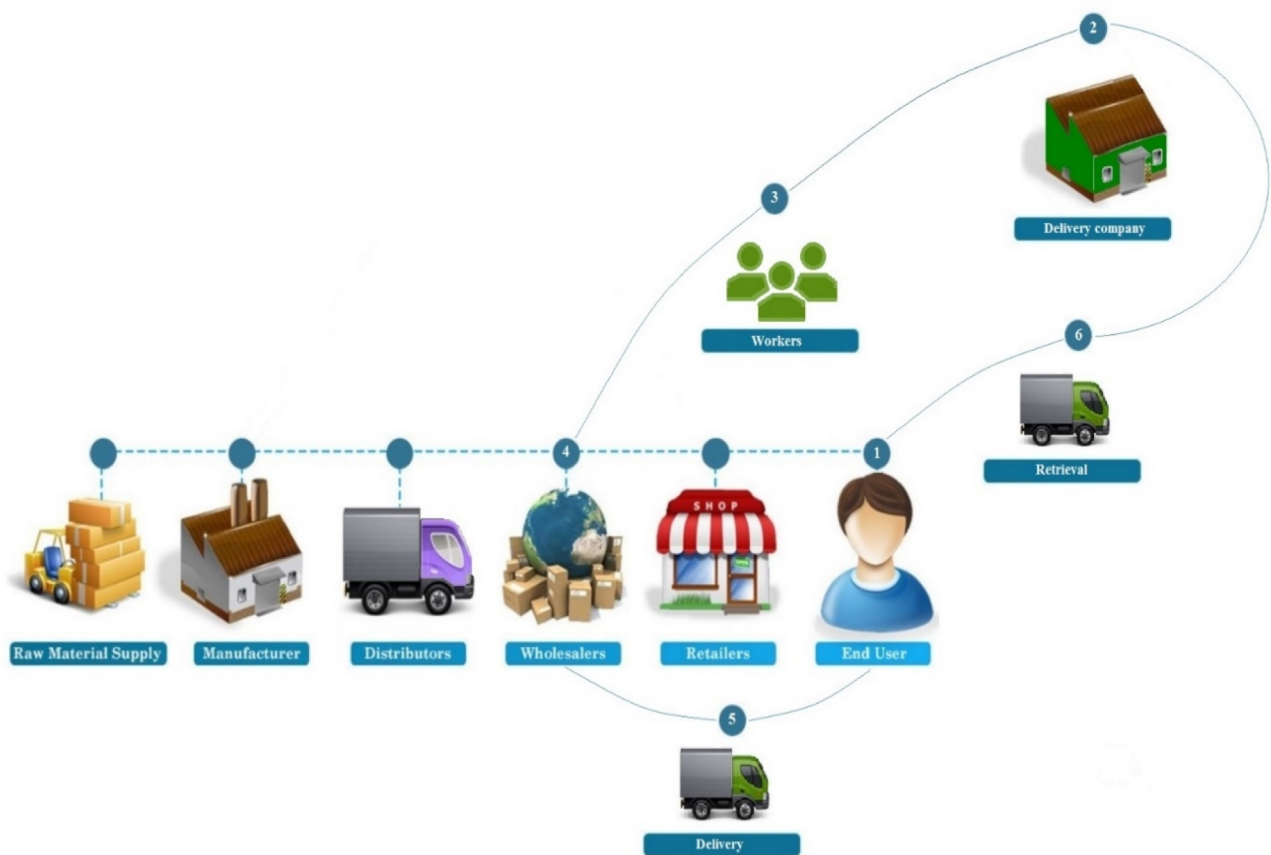 2
Delivery company
3
Workers
6
Retrieval
4
1
SHOP
Raw Material Supply
Manufacturer
Distributors
Wholesalers
Retailers
End User
5
Delivery